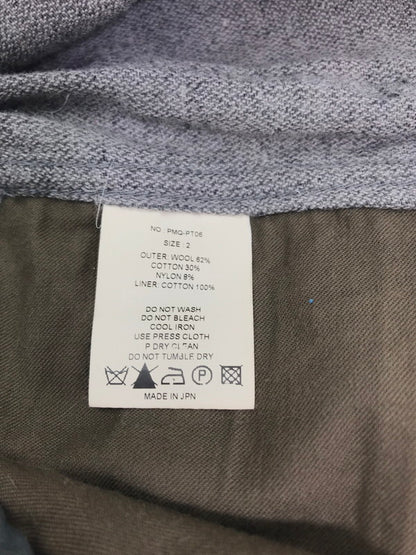 NO. : PMQ-PT06
SIZE : 2
OUTER: WOOL 62%
COTTON 30%
NYLON 8%
LINER: COTTON 100%
DO NOT WASH
DO NOT BLEACH
COOL IRON
USE PRESS CLOTH
P DRY CLEAN
DO NOT TUMBLE DRY
P
MADE IN JPN